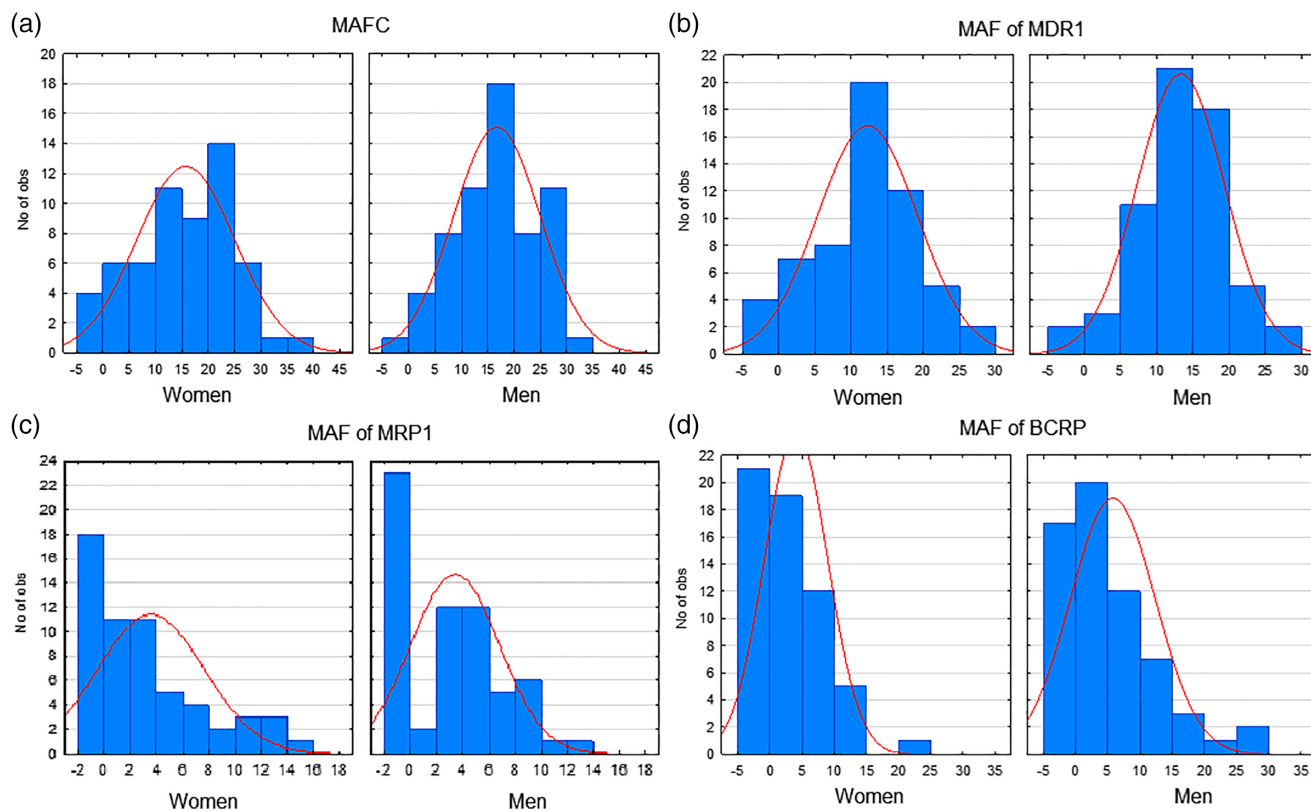 (a) MAFC
20
18
16
14
12
10
8
6
4
2
0
No of obs
-5 0 5 10 15 20 25 30 35 40 45
Women
-5 0 5 10 15 20 25 30 35 40 45
Men
(b) MAF of MDR1
22
20
18
16
14
12
10
8
6
4
2
0
No of obs
-5 0 5 10 15 20 25 30
Women
-5 0 5 10 15 20 25 30
Men
(c) MAF of MRP1
24
22
20
18
16
14
12
10
8
6
4
2
0
No of obs
-2 0 2 4 6 8 10 12 14 16 18
Women
-2 0 2 4 6 8 10 12 14 16 18
Men
(d) MAF of BCRP
22
20
18
16
14
12
10
8
6
4
2
0
No of obs
-5 0 5 10 15 20 25 30 35
Women
-5 0 5 10 15 20 25 30 35
Men